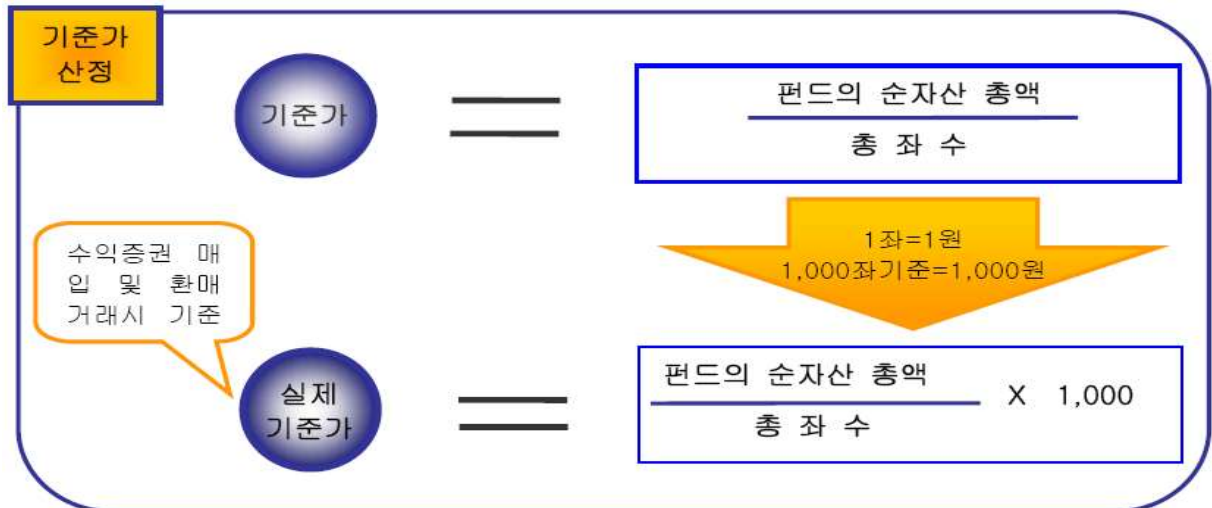 기준가
산정
기준가
펀드의 순자산 총액
총 좌 수
1좌=1원
1,000좌기준=1,000원
수익증권 매
입 및 환매
거래시 기준
실제
기준가
펀드의 순자산 총액
총 좌 수
X 1,000